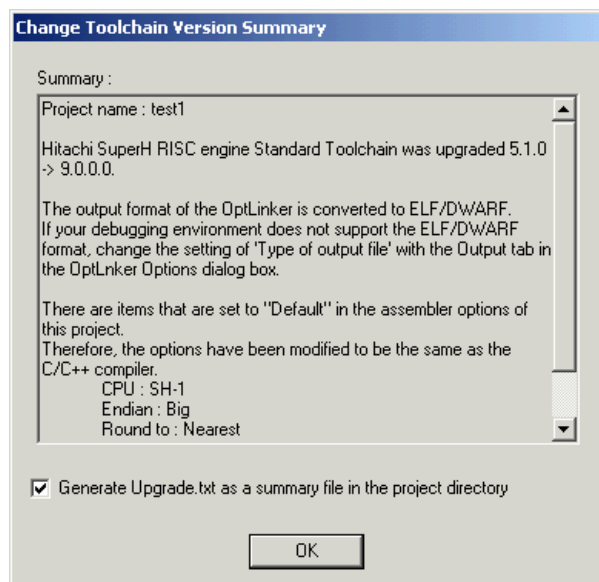 Change Toolchain Version Summary
Summary :
Project name : test1
Hitachi SuperH RISC engine Standard Toolchain was upgraded 5.1.0
-> 9.0.0.0.
The output format of the OptLinker is converted to ELF/DWARF.
If your debugging environment does not support the ELF/DWARF
format, change the setting of 'Type of output file' with the Output tab in
the OptLnker Options dialog box.
There are items that are set to "Default" in the assembler options of
this project.
Therefore, the options have been modified to be the same as the
C/C++ compiler.
CPU : SH-1
Endian : Big
Round to : Nearest
Generate Upgrade.txt as a summary file in the project directory
OK